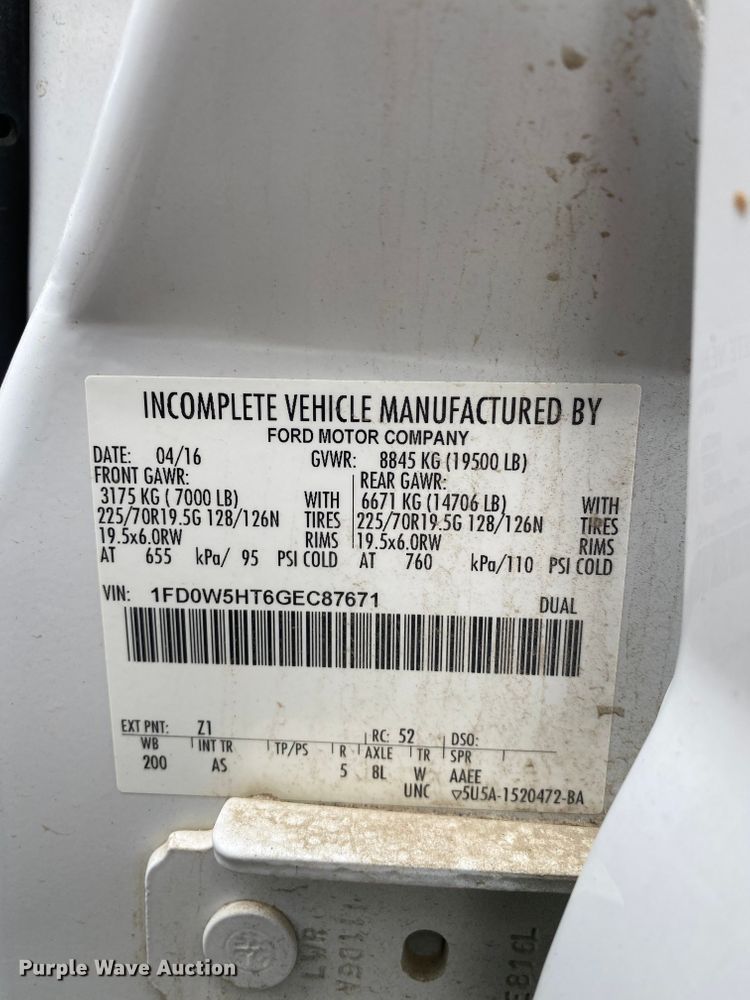 INCOMPLETE VEHICLE MANUFACTURED BY
FORD MOTOR COMPANY
DATE: 04/16 GVWR: 8845 KG (19500 LB)
FRONT GAWR: REAR GAWR:
3175 KG ( 7000 LB) WITH 6671 KG (14706 LB) WITH
225/70R19.5G 128/126N TIRES 225/70R19.5G 128/126N TIRES
19.5x6.0RW RIMS 19.5x6.0RW RIMS
AT 655 kPa/ 95 PSI COLD AT 760 kPa/110 PSI COLD
VIN: 1FD0W5HT6GEC87671 DUAL
EXT PNT: Z1 RC: 52 DSO:
WB INT TR TP/PS R AXLE TR SPR
200 AS 5 8L W AAEE
UNC ▽5U5A-1520472-BA
LWR
E816L
Purple Wave Auction